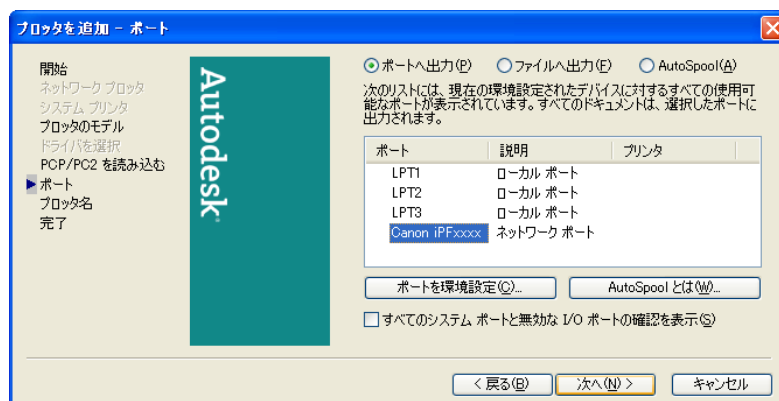 プロッタを追加 - ポート
開始
ネットワーク プロッタ
システム プリンタ
プロッタのモデル
ドライバを選択
PCP/PC2 を読み込む
ポート
プロッタ名
完了
Autodesk
ポートへ出力(P) ファイルへ出力(F) AutoSpool(A)
次のリストには、現在の環境設定されたデバイスに対するすべての使用可
能なポートが表示されています。すべてのドキュメントは、選択したポートに
出力されます。
ポート 説明 プリンタ
LPT1 ローカル ポート
LPT2 ローカル ポート
LPT3 ローカル ポート
Canon iPFxxxx ネットワーク ポート
ポートを環境設定(C)... AutoSpool とは(W)...
すべてのシステム ポートと無効な I/O ポートの確認を表示(S)
< 戻る(B) 次へ(N) > キャンセル